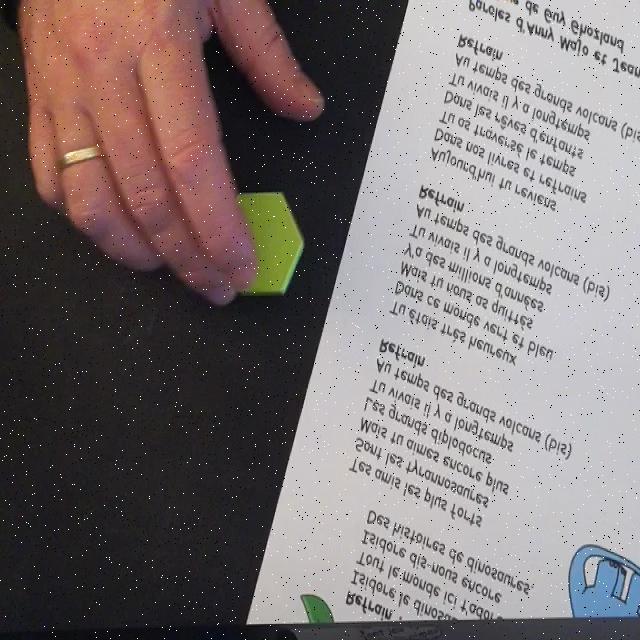 Refrain
Isidore le
Tout le monde ici t'adore
Isidore dis-nous encore
Des histoires de dinosaures
Tes amis les plus forts
Sont les tyrannosaures
Mais tu aimes encore plus
Les grands diplodocus
Tu vivais il y a longtemps
Au temps des grands volcans (bis)
Refrain
Tu étais très heureux
Dans ce monde vert et bleu
Mais tu nous as quittés
Y'a des millions d'années
Tu vivais il y a longtemps
Au temps des grands volcans (bis)
Refrain
Aujourd'hui tu reviens
Dans nos livres et refrains
Tu as traversé le temps
Dans les rêves d'enfants
Tu vivais il y a longtemps
Au temps des grands volcans (bis
Refrain
Paroles d'Anny Majo et Jean
de Guy Ghozland